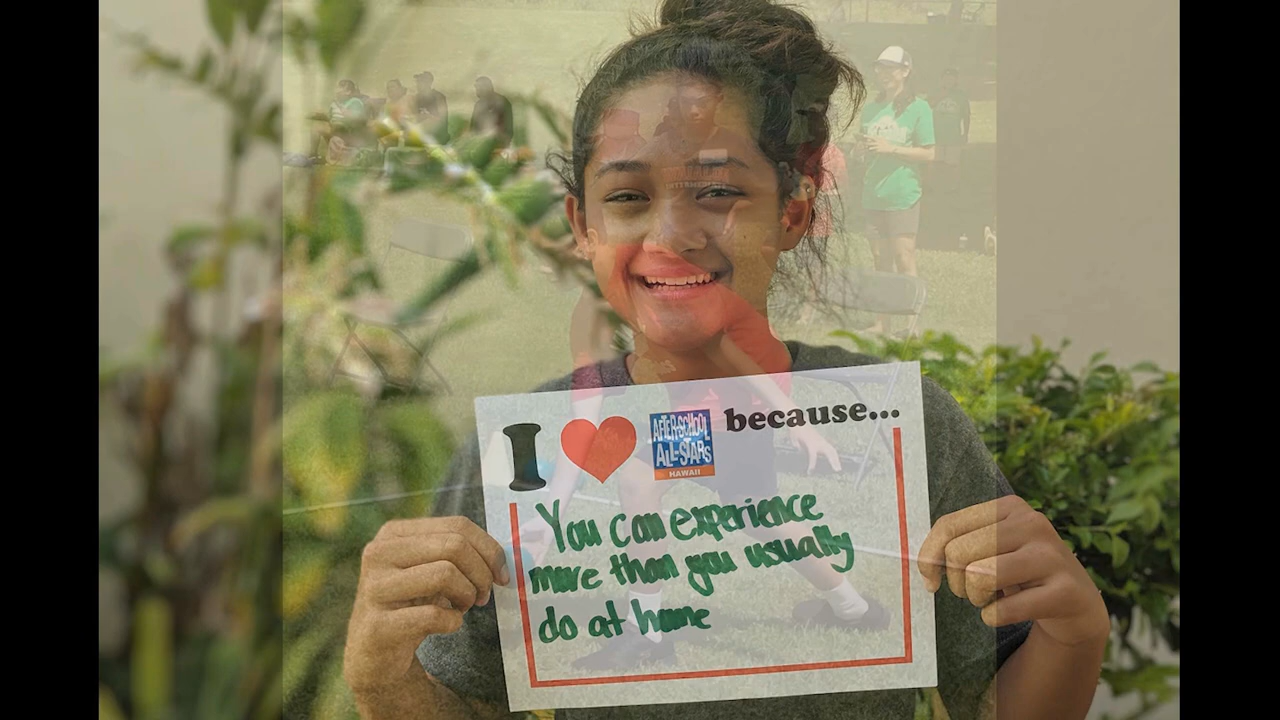 I ❤ AFTER-SCHOOL ALL-STARS HAWAII because...
You can experience
more than you usually
do at home